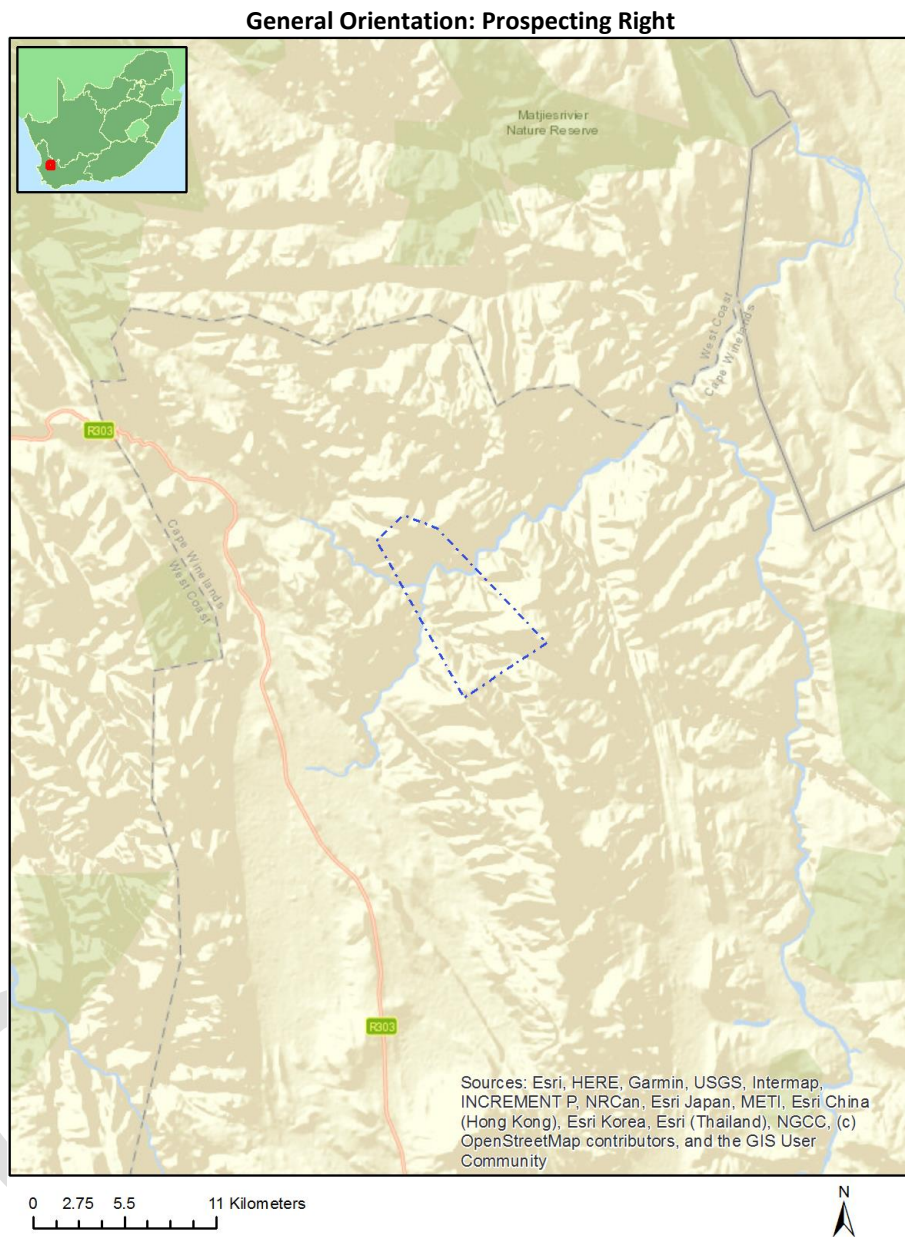 General Orientation: Prospecting Right
Matjiesrivier
Nature Reserve
West Coast
Cape Winelands
R303
Cape Winelands
West Coast
R303
Sources: Esri, HERE, Garmin, USGS, Intermap,
INCREMENT P, NRCan, Esri Japan, METI, Esri China
(Hong Kong), Esri Korea, Esri (Thailand), NGCC, (c)
OpenStreetMap contributors, and the GIS User
Community
0 2.75 5.5 11 Kilometers
N